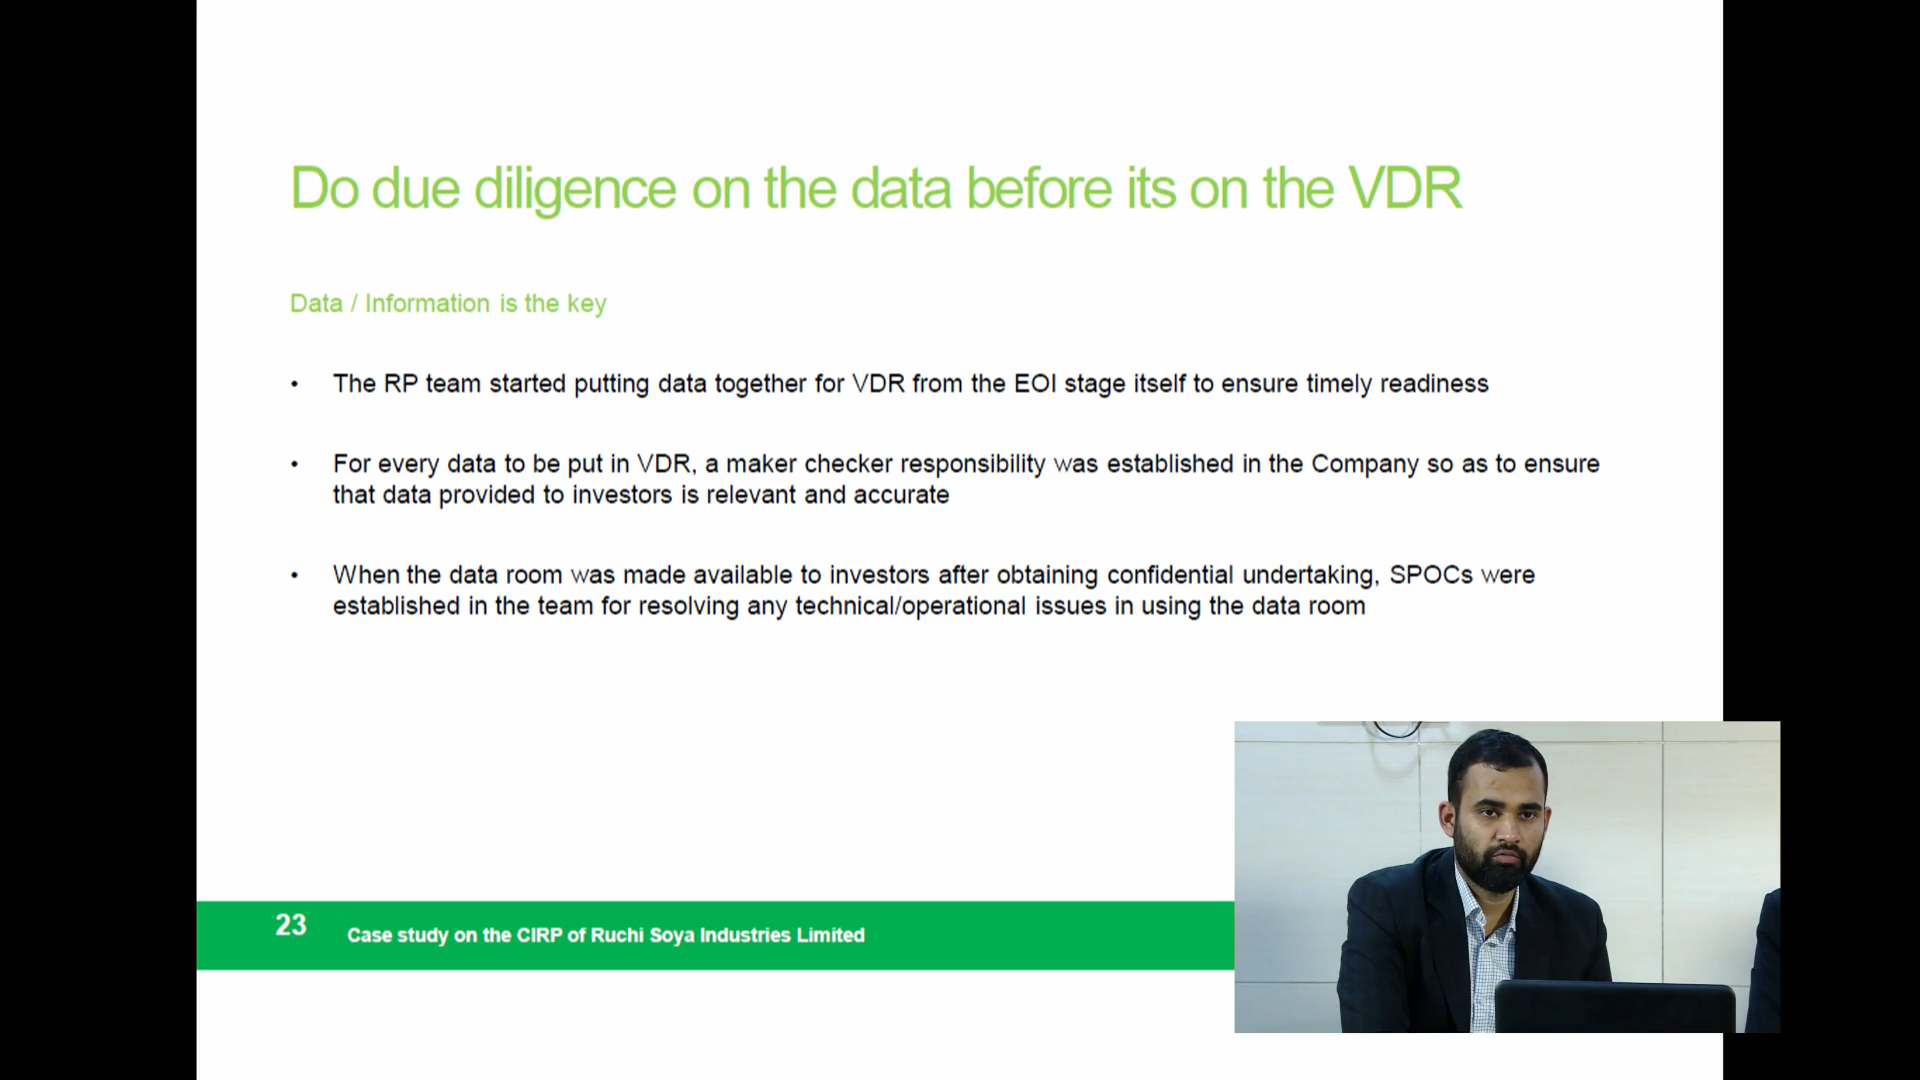 Do due diligence on the data before its on the VDR
Data / Information is the key
• The RP team started putting data together for VDR from the EOI stage itself to ensure timely readiness
• For every data to be put in VDR, a maker checker responsibility was established in the Company so as to ensure
that data provided to investors is relevant and accurate
• When the data room was made available to investors after obtaining confidential undertaking, SPOCs were
established in the team for resolving any technical/operational issues in using the data room
23 Case study on the CIRP of Ruchi Soya Industries Limited